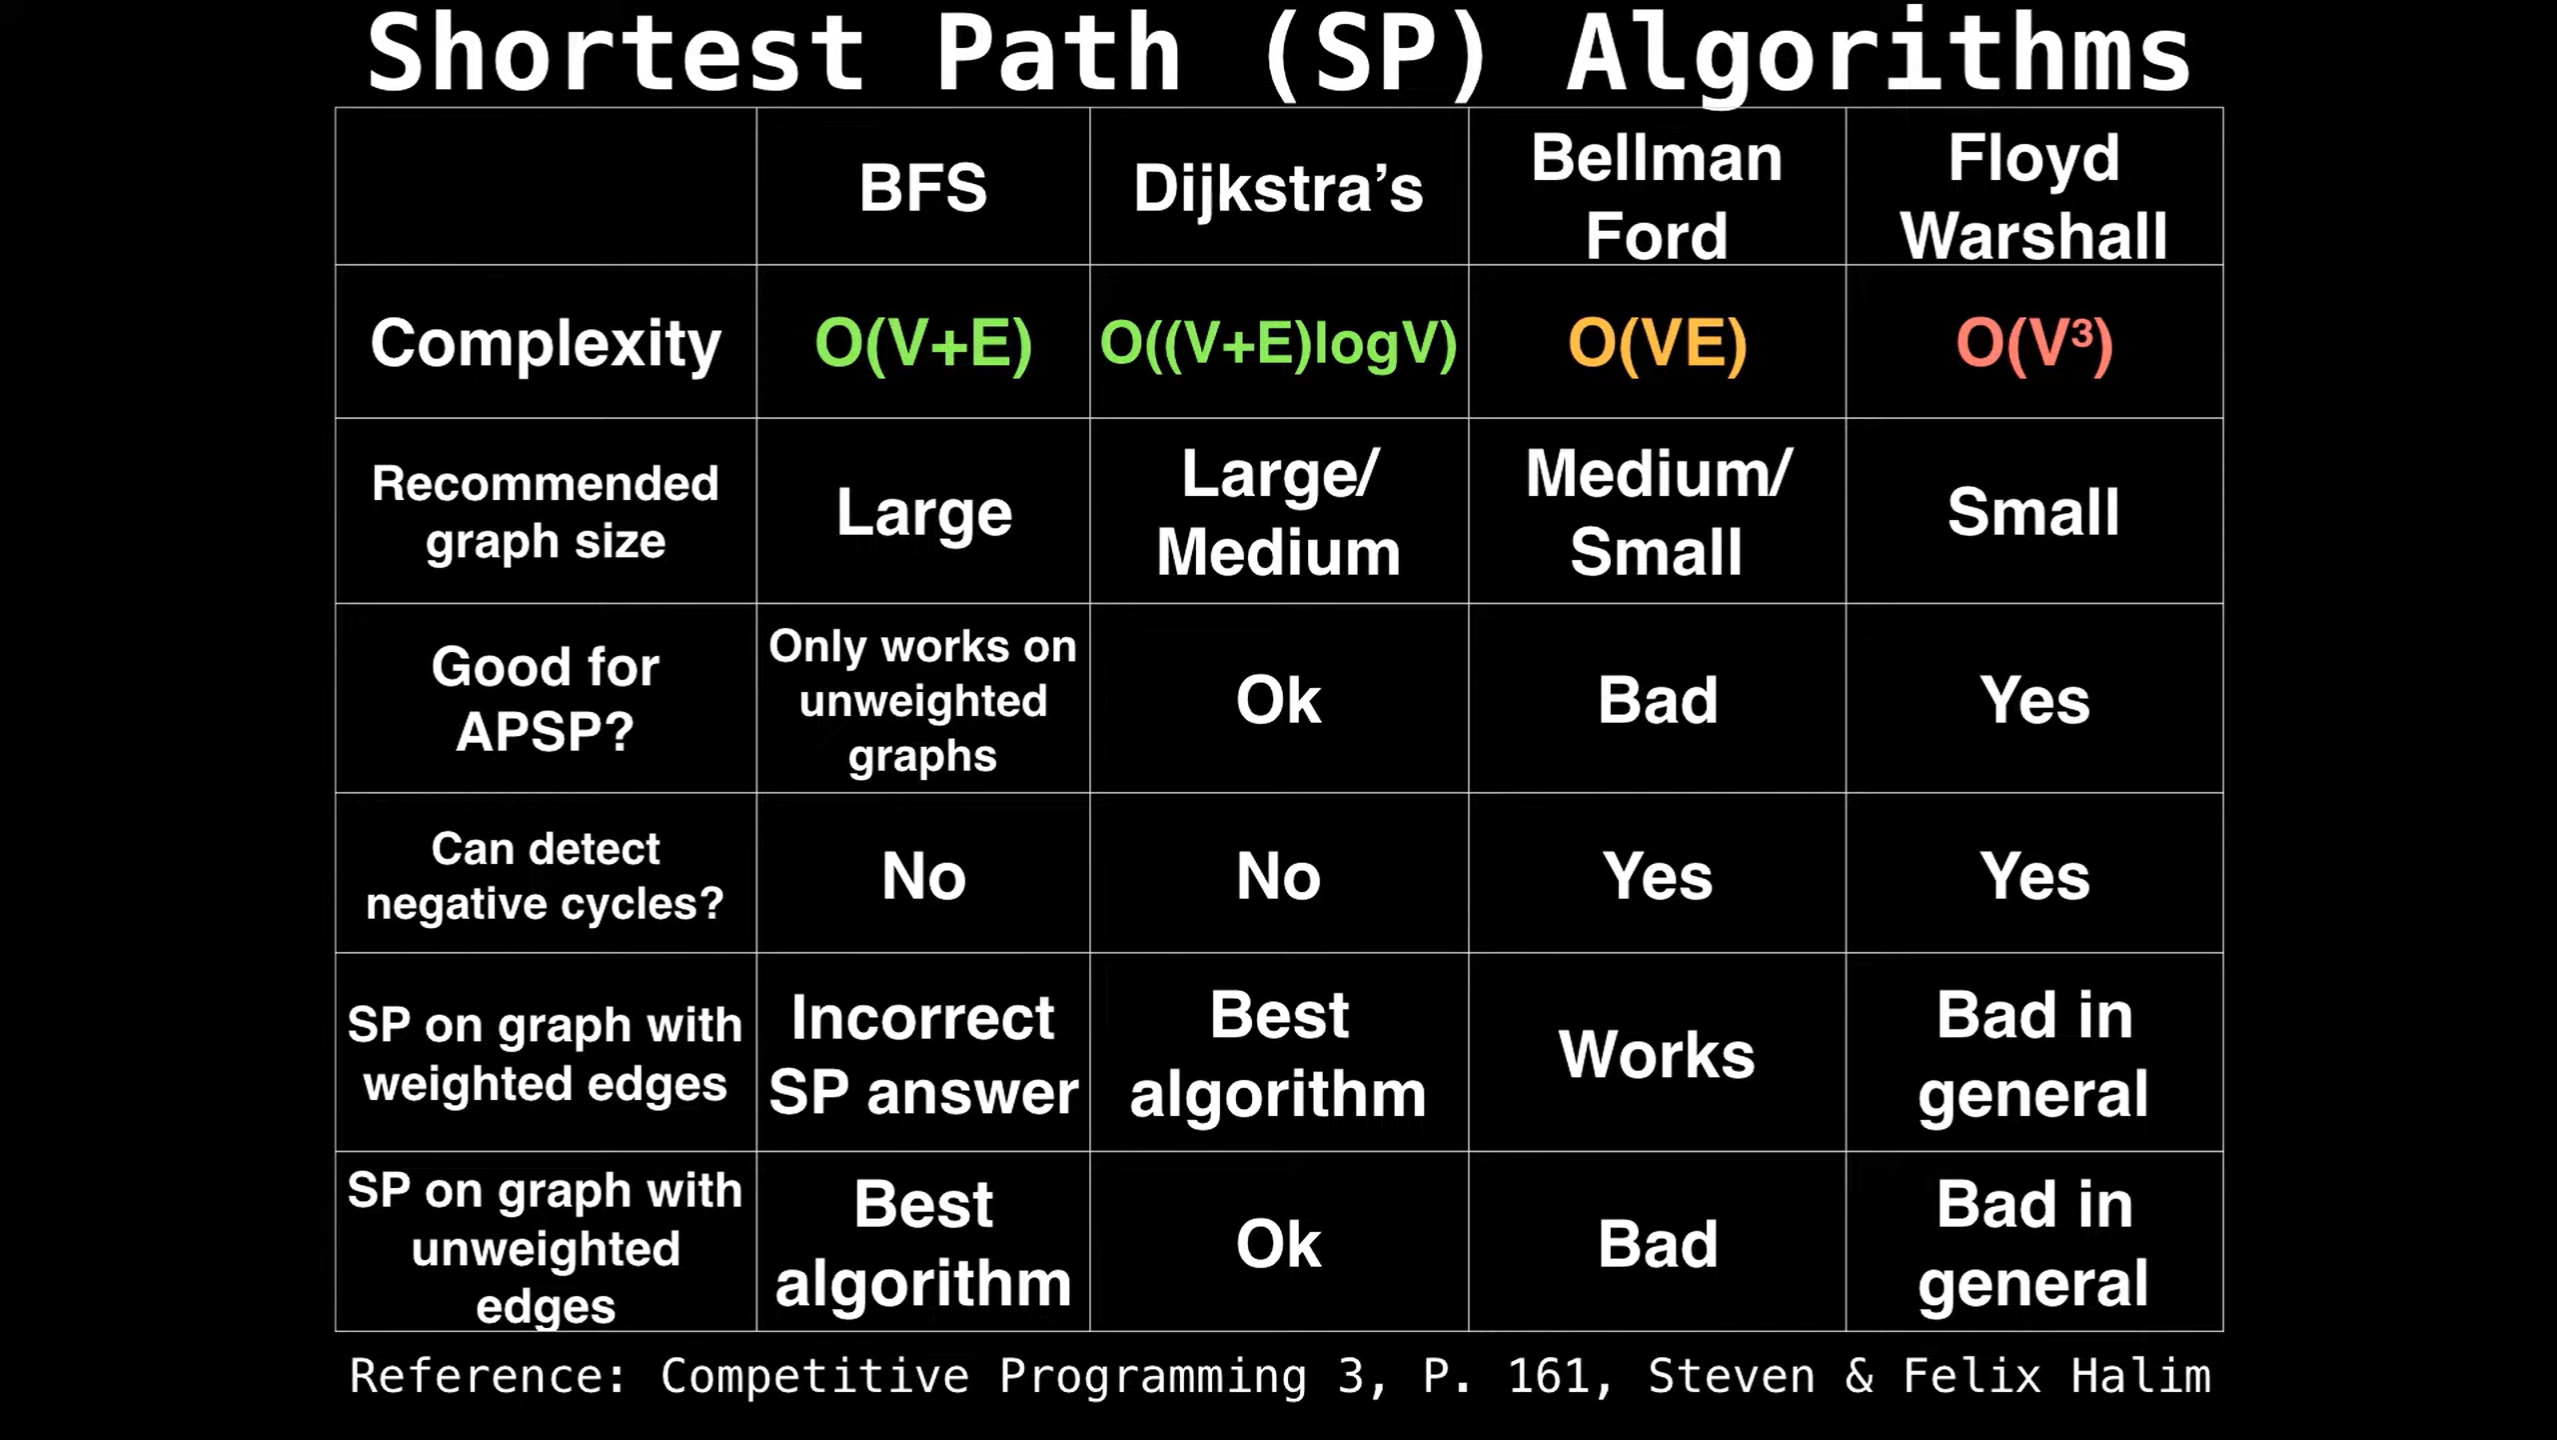 Shortest Path (SP) Algorithms
BFS
Dijkstra’s
Bellman
Ford
Floyd
Warshall
Complexity
O(V+E)
O((V+E)logV)
O(VE)
O(V³)
Recommended
graph size
Large
Large/
Medium
Medium/
Small
Small
Good for
APSP?
Only works on
unweighted
graphs
Ok
Bad
Yes
Can detect
negative cycles?
No
No
Yes
Yes
SP on graph with
weighted edges
Incorrect
SP answer
Best
algorithm
Works
Bad in
general
SP on graph with
unweighted
edges
Best
algorithm
Ok
Bad
Bad in
general
Reference: Competitive Programming 3, P. 161, Steven & Felix Halim